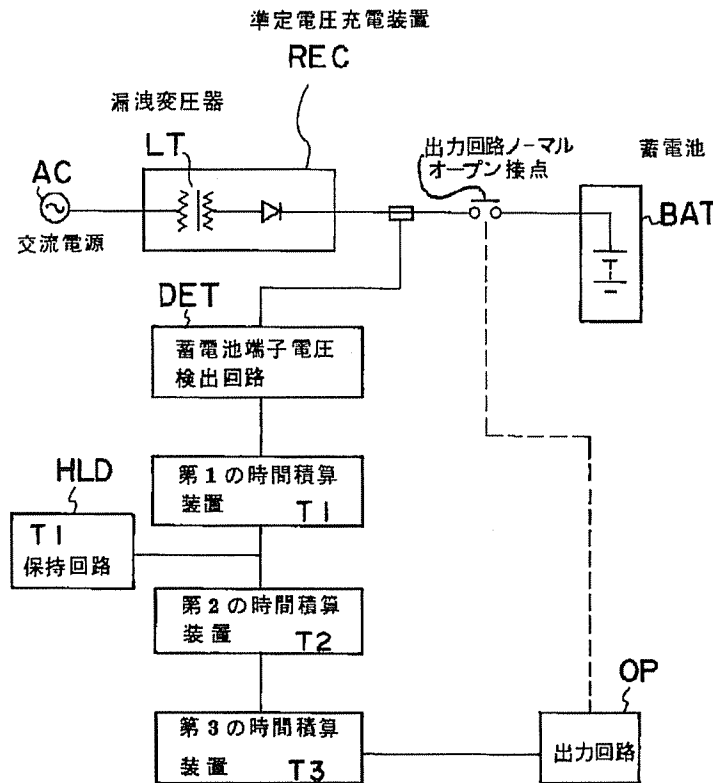 準定電圧充電装置
REC
漏洩変圧器
LT
AC
交流電源
出力回路ノーマル
オープン接点
蓄電池
BAT
DET
蓄電池端子電圧
検出回路
第1の時間積算
装置 T1
HLD
T1
保持回路
第2の時間積算
装置 T2
第3の時間積算
装置 T3
OP
出力回路